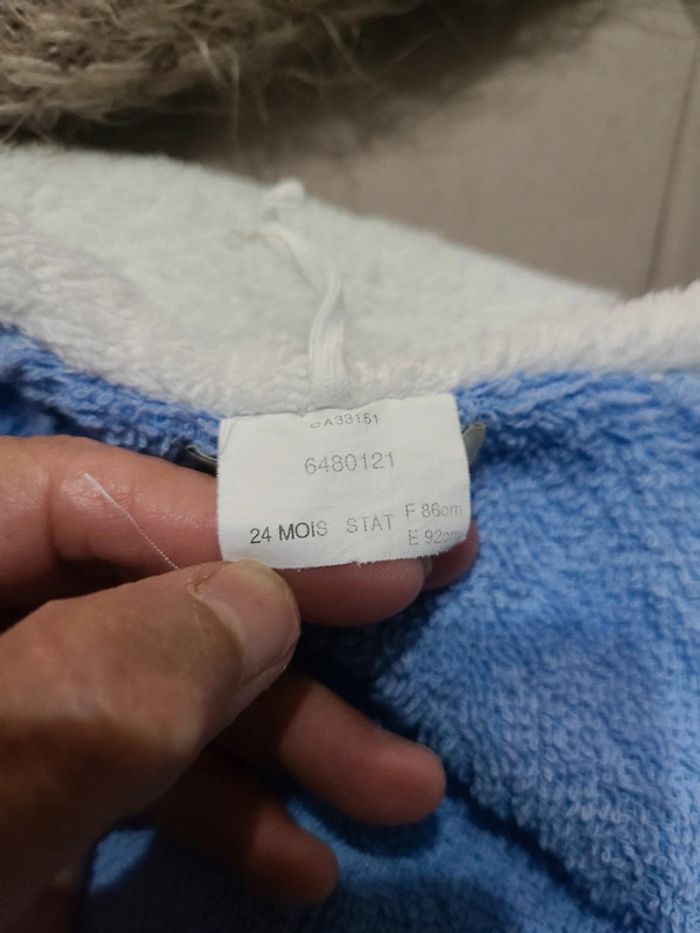 CA33151
6480121
24 MOIS STAT. F 86cm
E 92cm